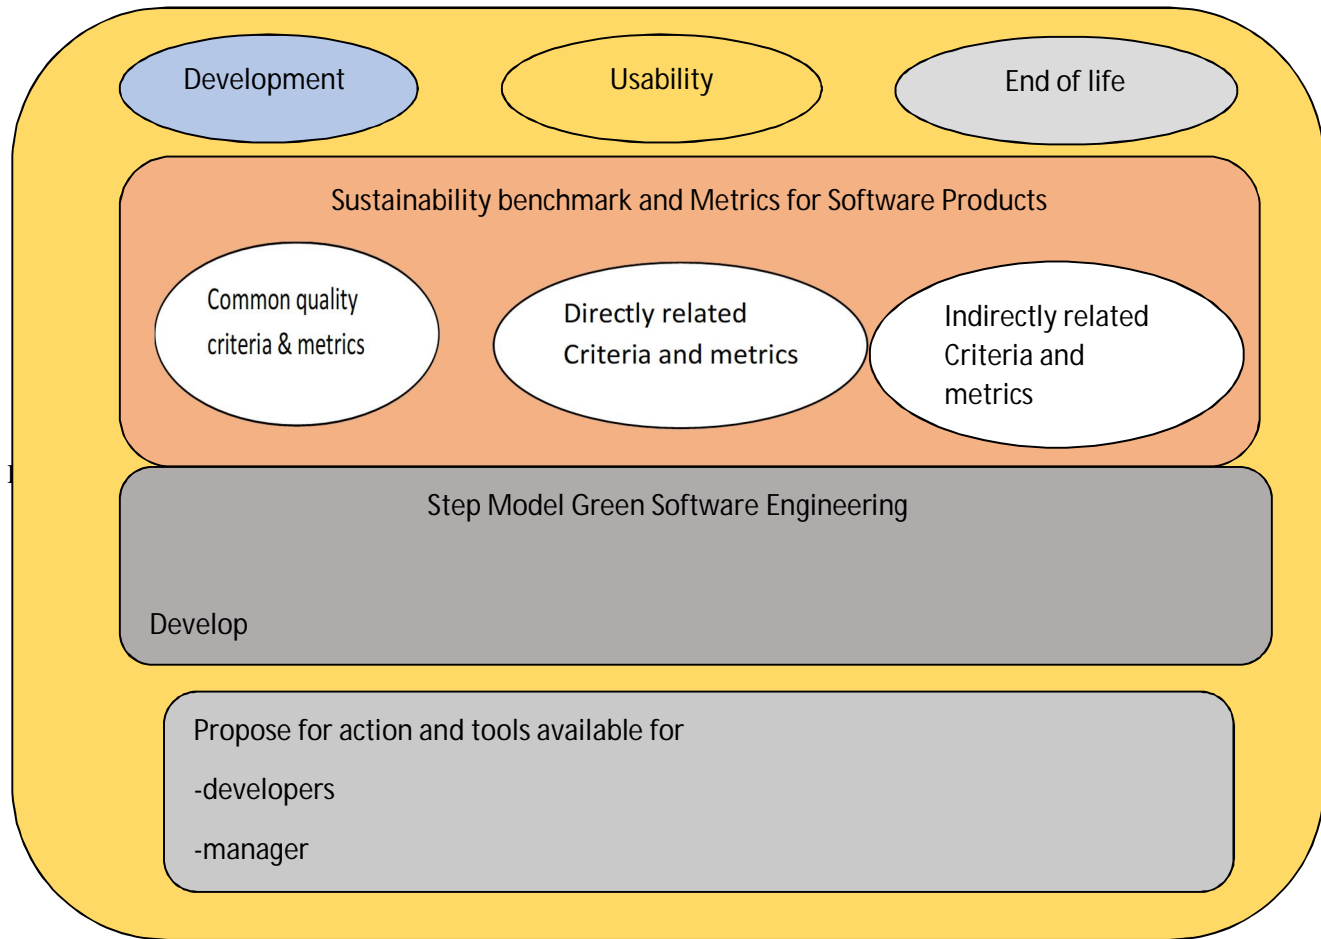 Development
Usability
End of life
Sustainability benchmark and Metrics for Software Products
Common quality
criteria & metrics
Directly related
Criteria and metrics
Indirectly related
Criteria and
metrics
Step Model Green Software Engineering
Develop
Propose for action and tools available for
-developers
-manager